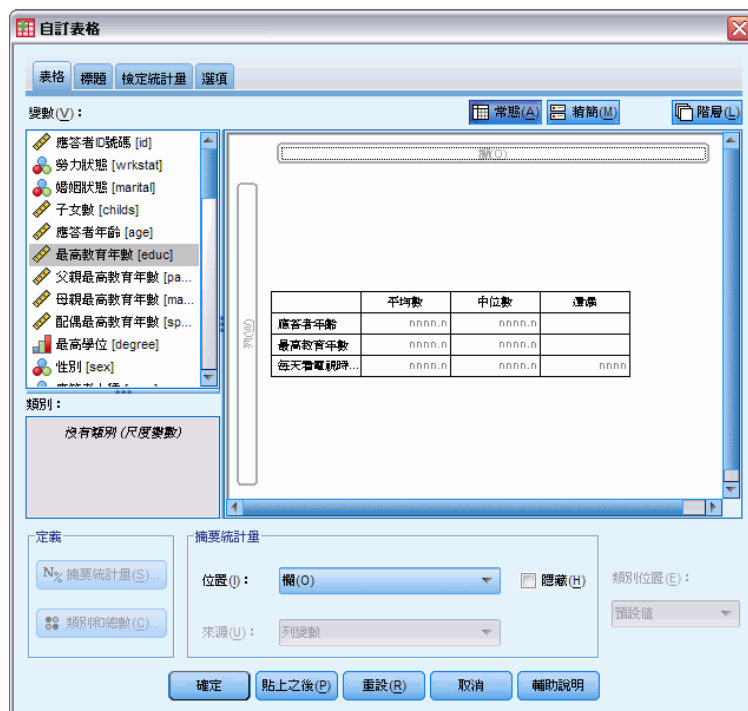 自訂表格
表格 標題 檢定統計量 選項
變數(V)：
常態(A) 精簡(M) 階層(L)
應答者ID號碼 [id]
勞力狀態 [wrkstat]
婚姻狀態 [marital]
子女數 [childs]
應答者年齡 [age]
最高教育年數 [educ]
父親最高教育年數 [pa...
母親最高教育年數 [ma...
配偶最高教育年數 [sp...
最高學位 [degree]
性別 [sex]
欄(O)
列(W)
平均數 中位數 遺漏
應答者年齡 nnnn.n nnnn.n
最高教育年數 nnnn.n nnnn.n
每天看電視時... nnnn.n nnnn.n nnnn
類別：
沒有類別 (尺度變數)
定義
N% 摘要統計量(S)...
類別和總數(C)...
摘要統計量
位置(I)： 欄(O) 隱藏(H)
來源(U)： 列變數
類別位置(E)：
預設值
確定 貼上之後(P) 重設(R) 取消 輔助說明